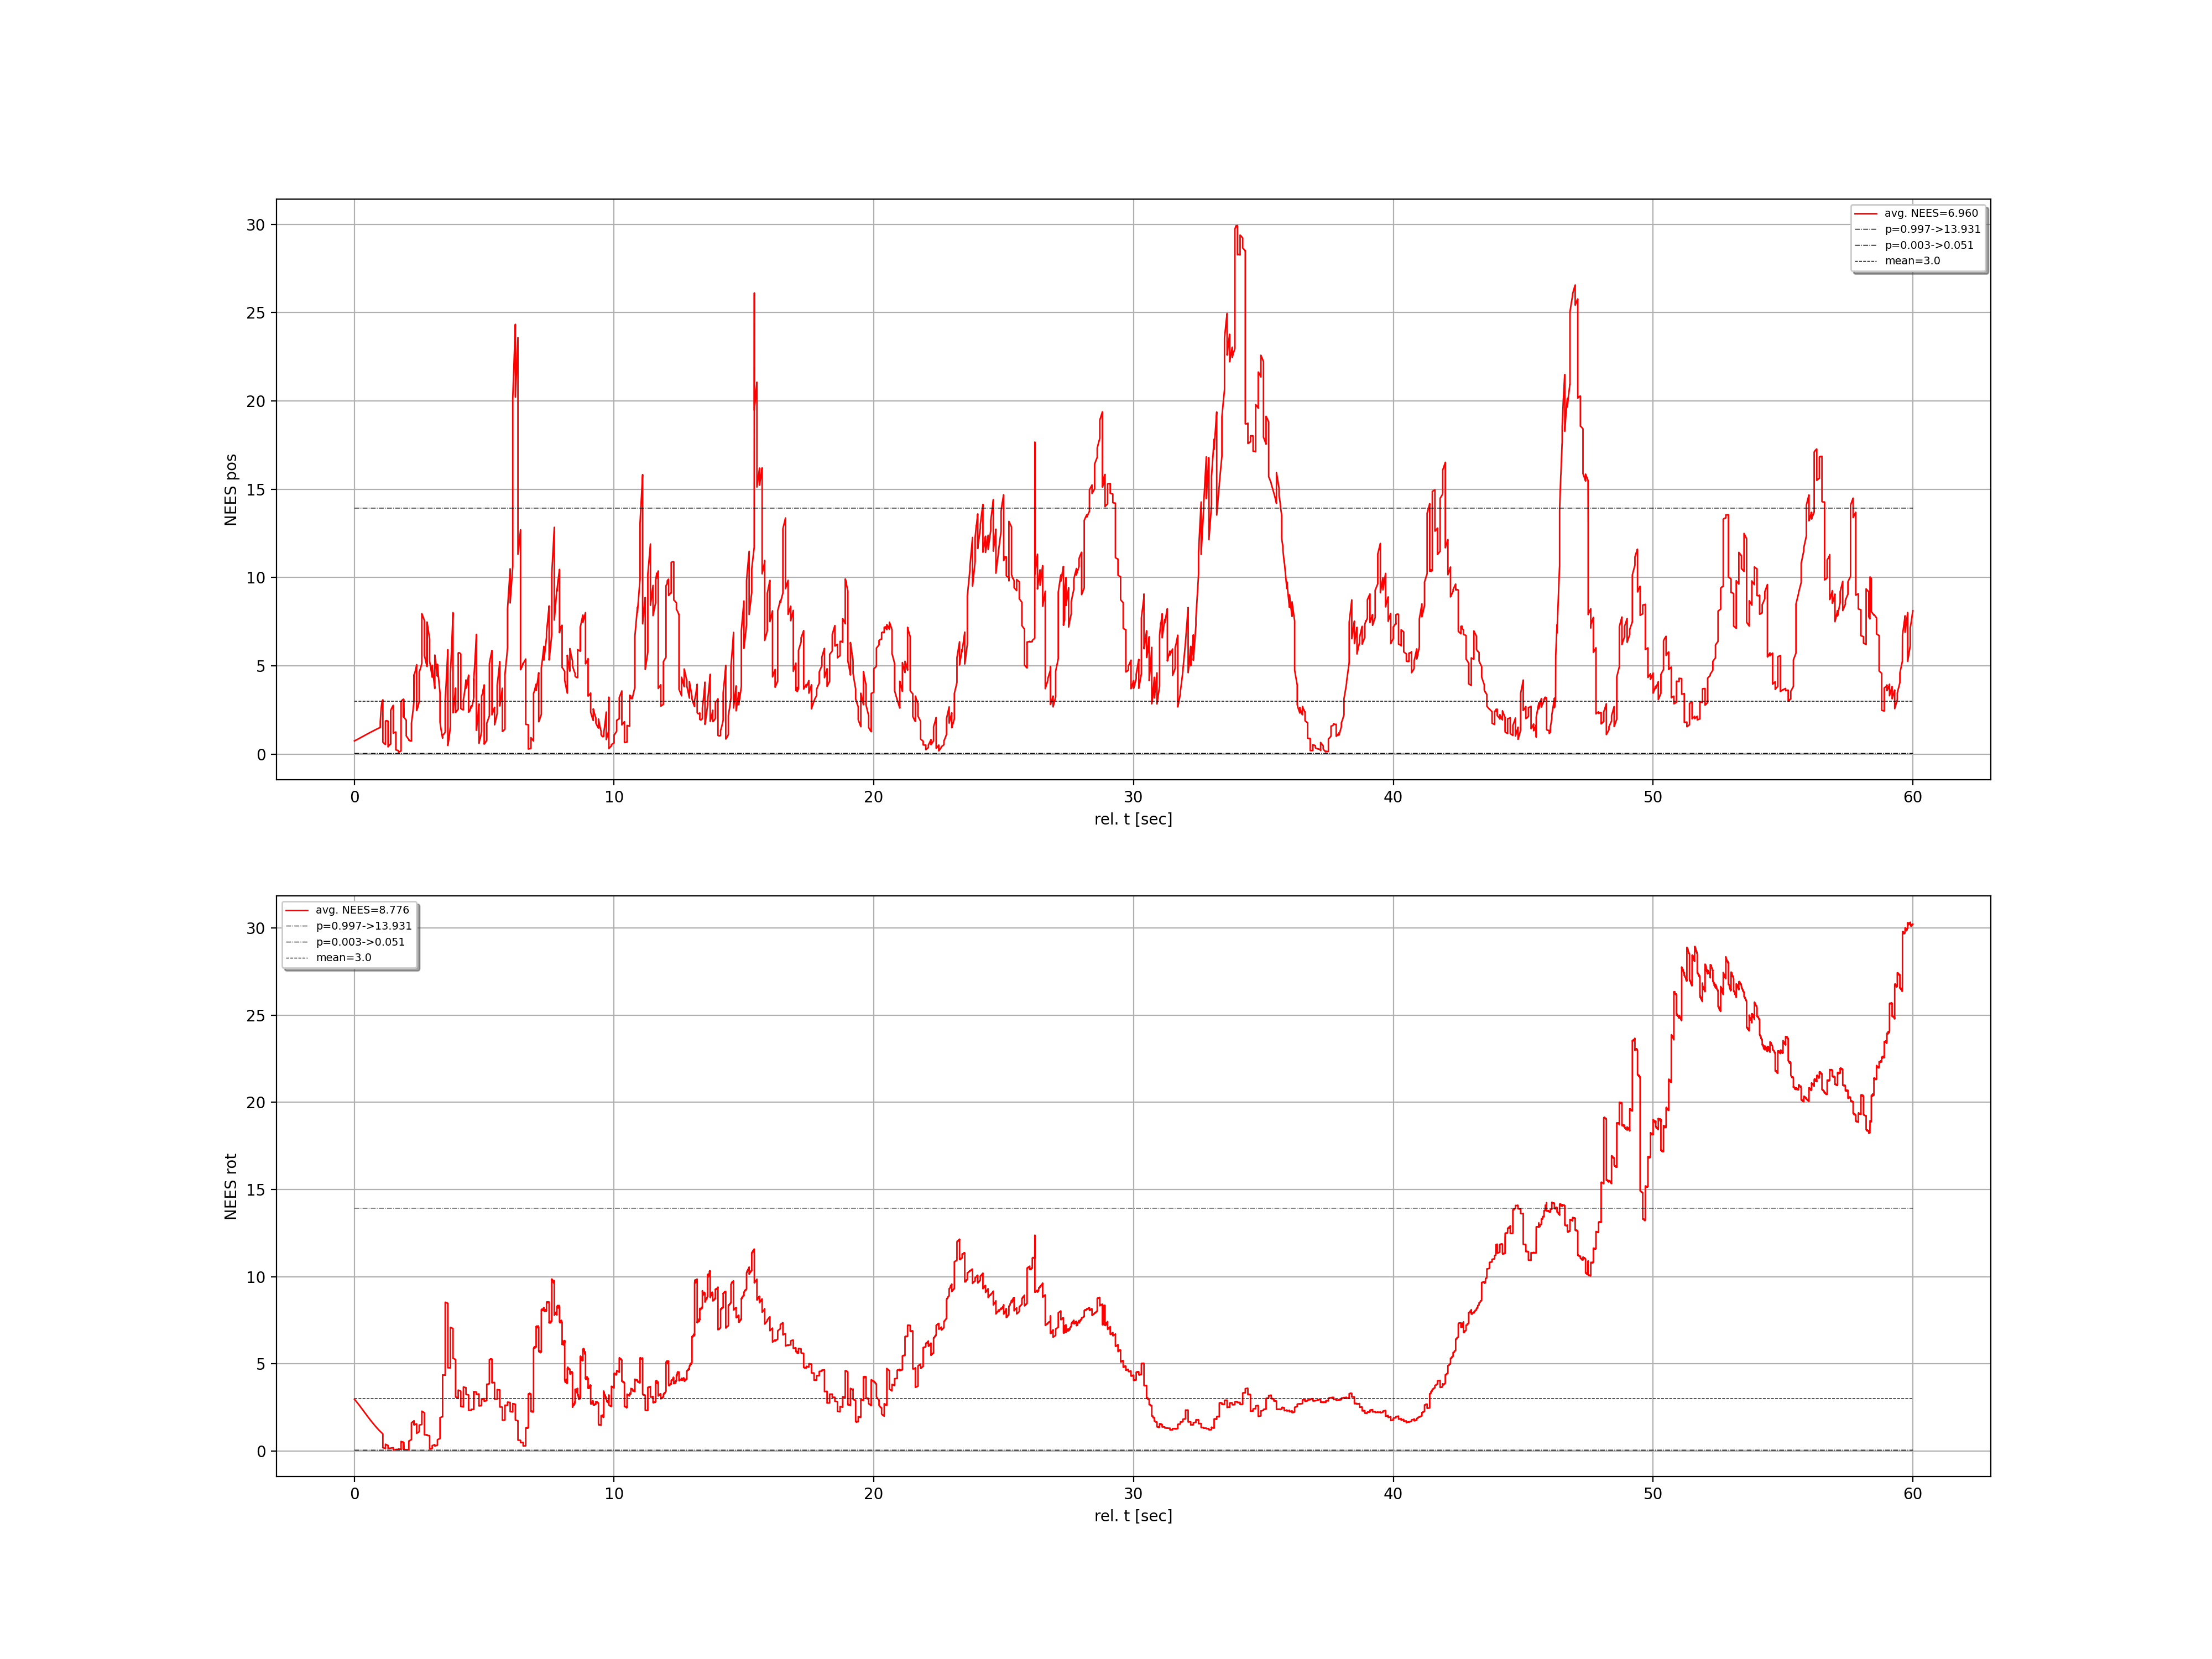 30
25
20
15
10
5
0
NEES pos
avg. NEES=6.960
p=0.997->13.931
p=0.003->0.051
mean=3.0
0 10 20 30 40 50 60
rel. t [sec]
30
25
20
15
10
5
0
NEES rot
avg. NEES=8.776
p=0.997->13.931
p=0.003->0.051
mean=3.0
0 10 20 30 40 50 60
rel. t [sec]